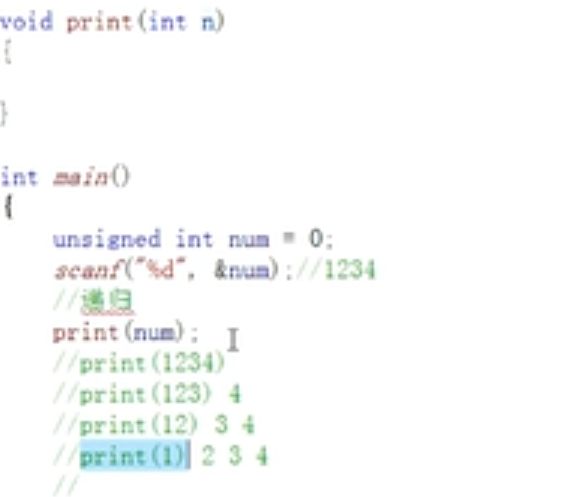 void print(int n)
{
}
int main()
{
unsigned int num = 0;
scanf("%d", &num);//1234
//递归
print(num);
//print(1234)
//print(123) 4
//print(12) 3 4
//print(1) 2 3 4
//